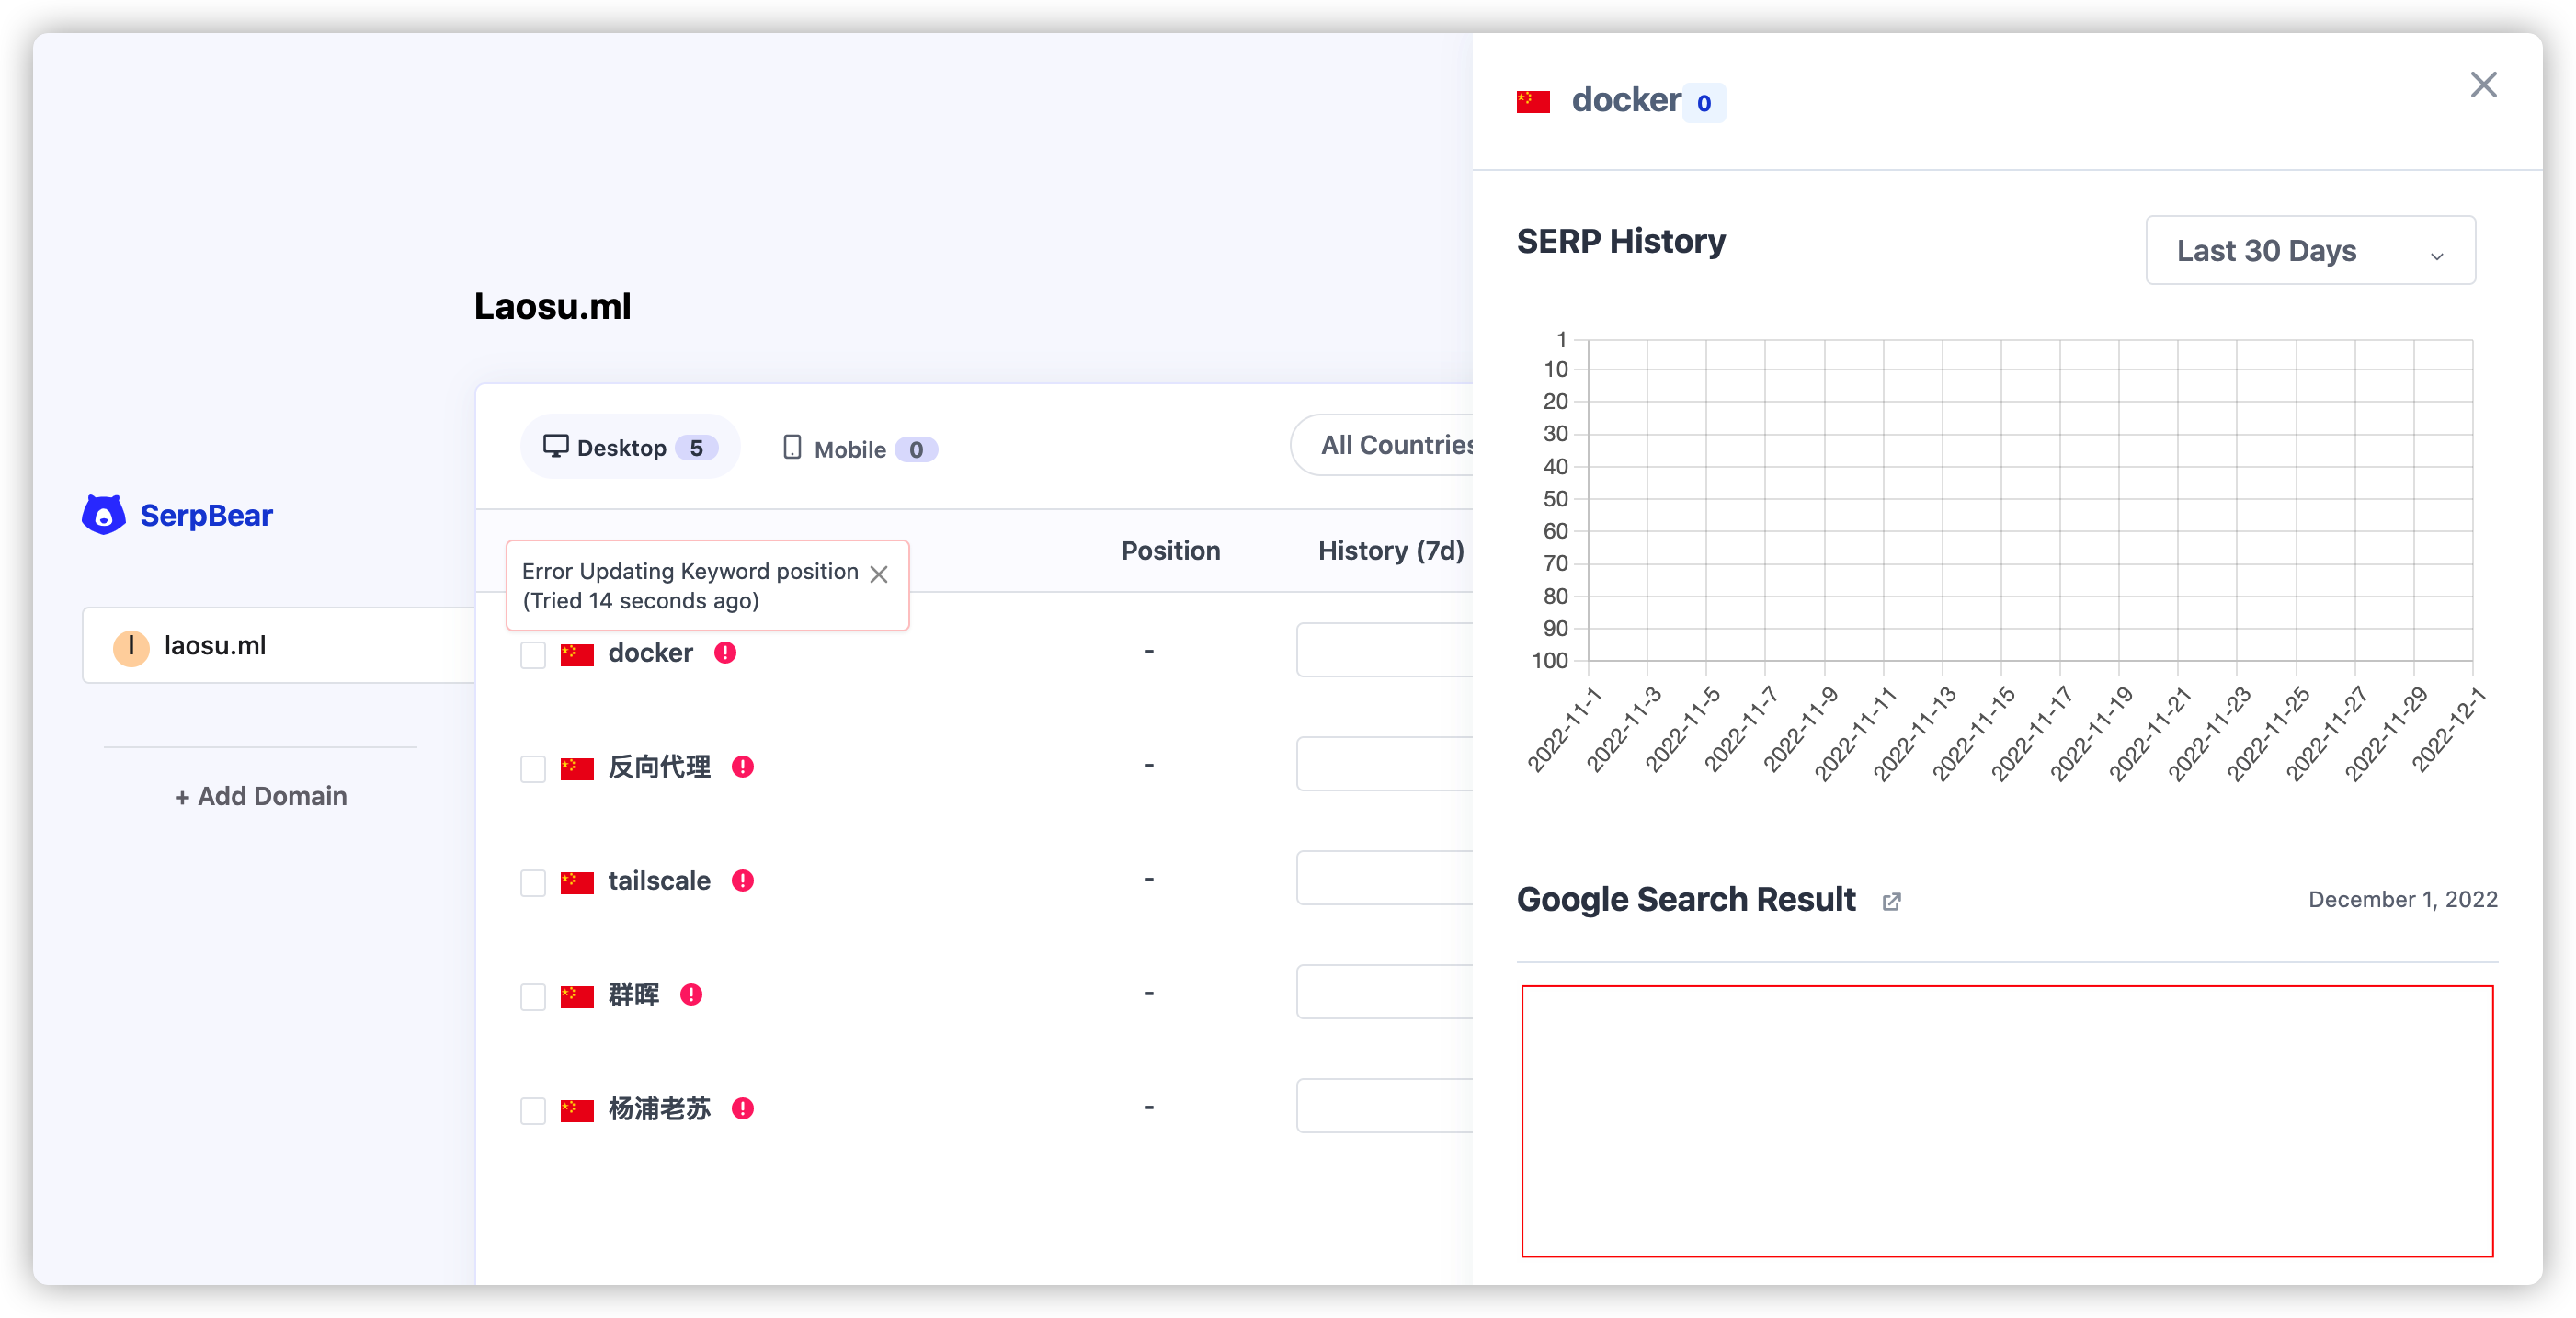 SerpBear
l
laosu.ml
+ Add Domain
Laosu.ml
Desktop 5
Mobile 0
All Countries
Position
History (7d)
Error Updating Keyword position
(Tried 14 seconds ago)
docker
-
反向代理
-
tailscale
-
群晖
-
杨浦老苏
-
docker 0
SERP History
Last 30 Days
1
10
20
30
40
50
60
70
80
90
100
2022-11-1
2022-11-3
2022-11-5
2022-11-7
2022-11-9
2022-11-11
2022-11-13
2022-11-15
2022-11-17
2022-11-19
2022-11-21
2022-11-23
2022-11-25
2022-11-27
2022-11-29
2022-12-1
Google Search Result
December 1, 2022